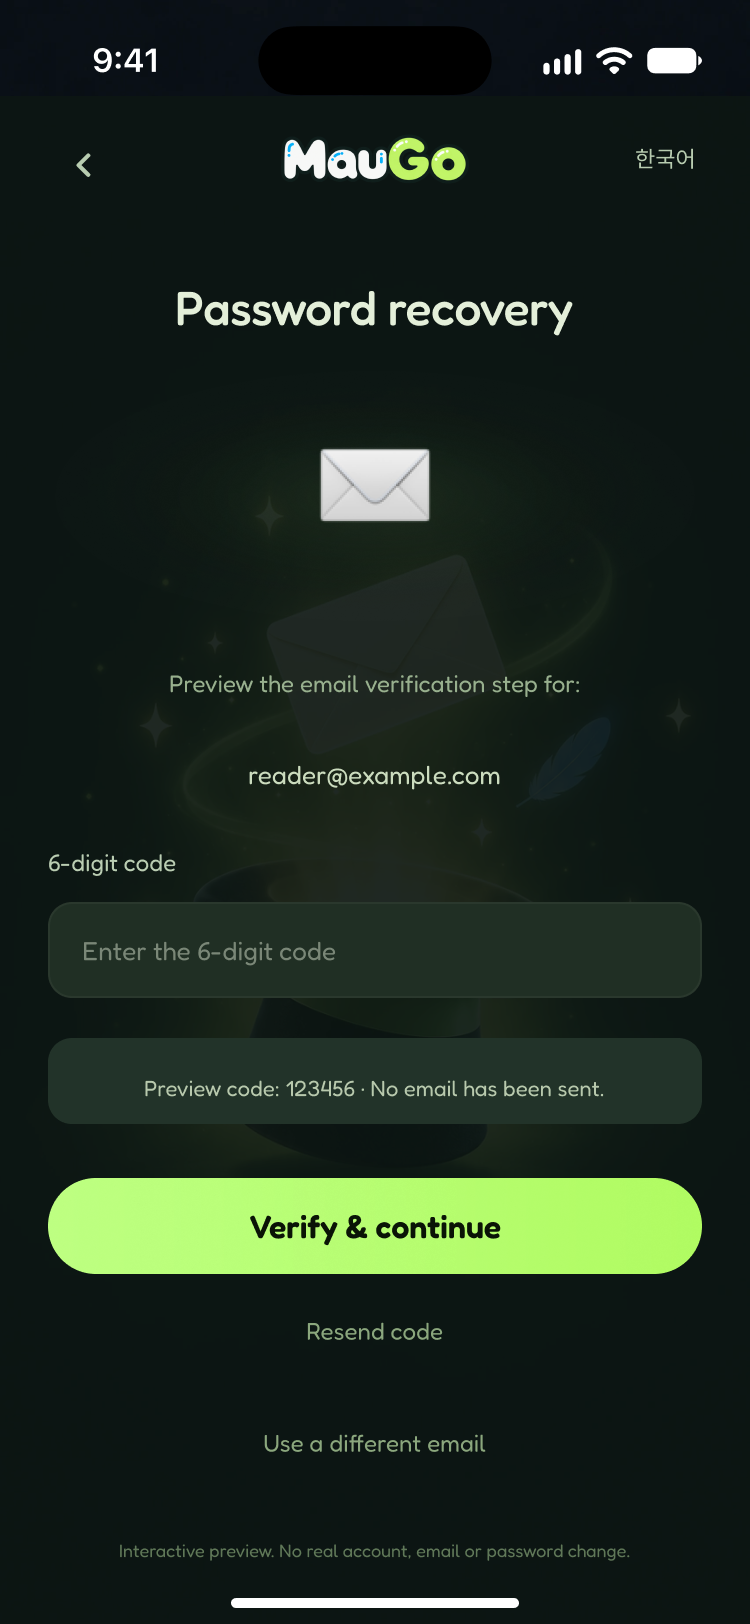 9:41
MauGo
한국어
Password recovery
Preview the email verification step for:
reader@example.com
6-digit code
Enter the 6-digit code
Preview code: 123456 · No email has been sent.
Verify & continue
Resend code
Use a different email
Interactive preview. No real account, email or password change.